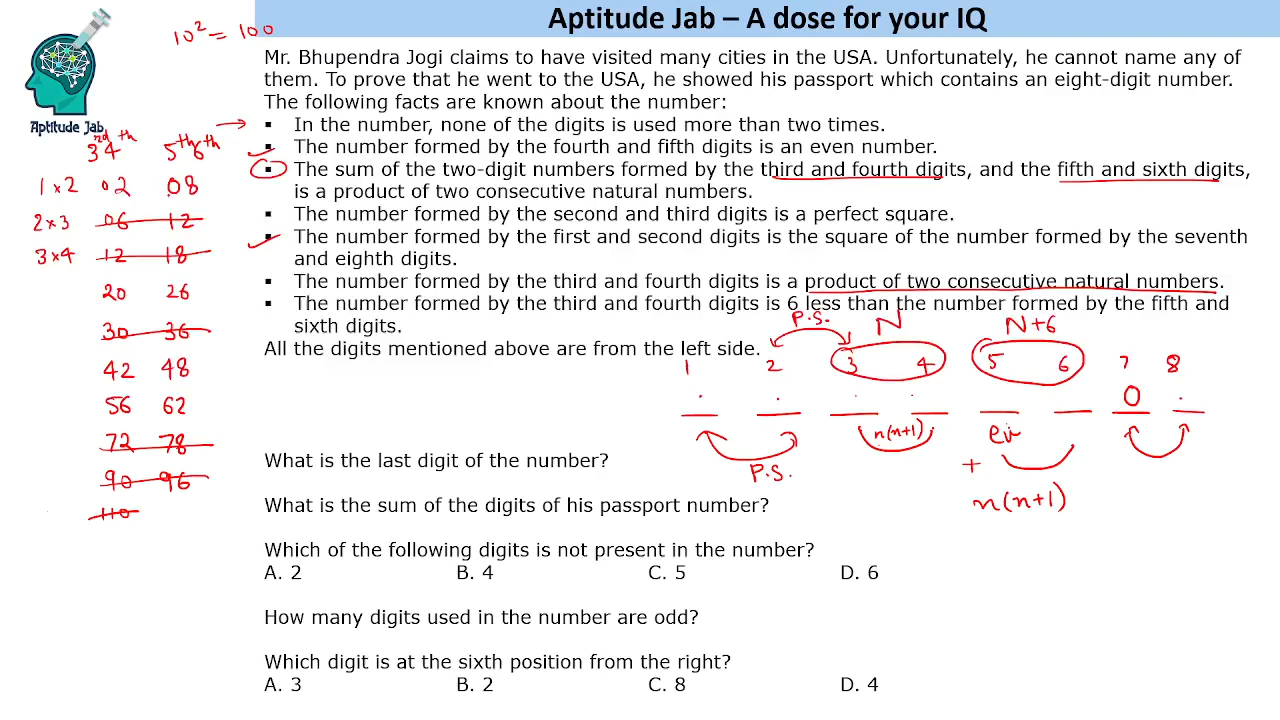 Aptitude Jab – A dose for your IQ
10² = 100
Aptitude Jab
Mr. Bhupendra Jogi claims to have visited many cities in the USA. Unfortunately, he cannot name any of
them. To prove that he went to the USA, he showed his passport which contains an eight-digit number.
The following facts are known about the number:
▪ In the number, none of the digits is used more than two times.
▪ The number formed by the fourth and fifth digits is an even number.
▪ The sum of the two-digit numbers formed by the third and fourth digits, and the fifth and sixth digits,
is a product of two consecutive natural numbers.
▪ The number formed by the second and third digits is a perfect square.
▪ The number formed by the first and second digits is the square of the number formed by the seventh
and eighth digits.
▪ The number formed by the third and fourth digits is a product of two consecutive natural numbers.
▪ The number formed by the third and fourth digits is 6 less than the number formed by the fifth and
sixth digits.
All the digits mentioned above are from the left side.
3rd 4th 5th 6th
1×2 02 08
2×3 06 12
3×4 12 18
20 26
30 36
42 48
56 62
72 78
90 96
110
P.S. N N+6
1 2 3 4 5 6 7 8
0
n(n+1) ev
P.S. +
n(n+1)
What is the last digit of the number?
What is the sum of the digits of his passport number?
Which of the following digits is not present in the number?
A. 2 B. 4 C. 5 D. 6
How many digits used in the number are odd?
Which digit is at the sixth position from the right?
A. 3 B. 2 C. 8 D. 4